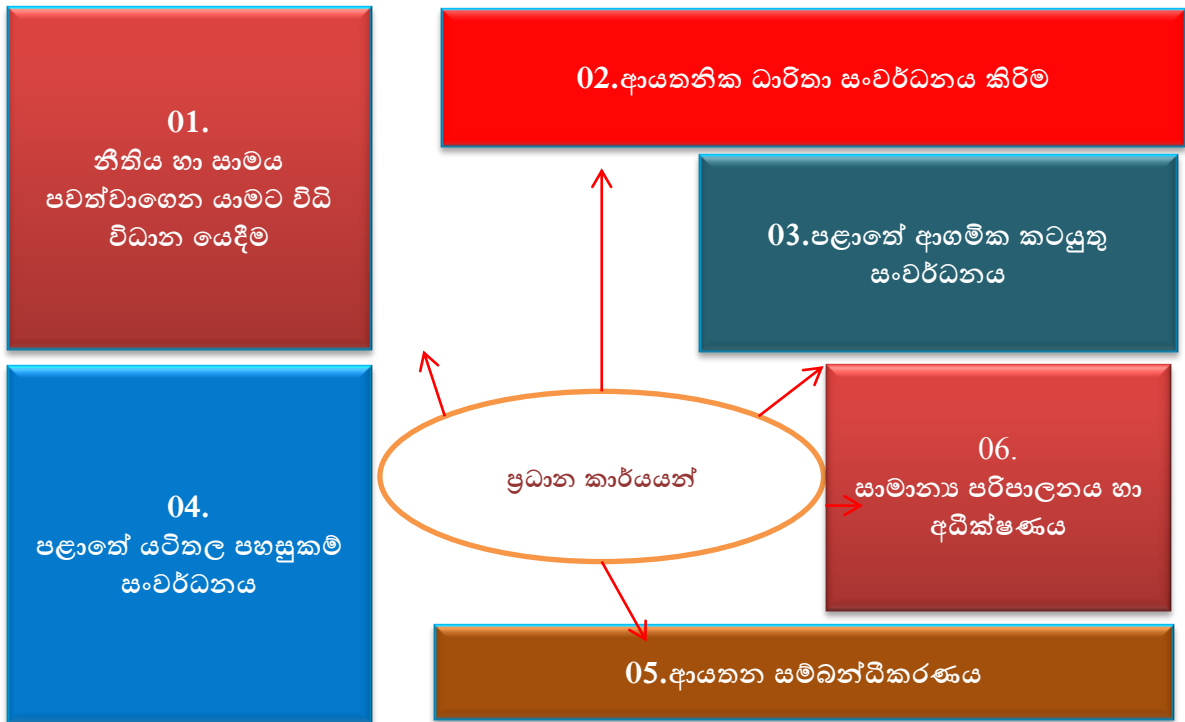 01.
නීතිය හා සාමය
පවත්වාගෙන යාමට විධි
විධාන යෙදීම
02.ආයතනික ධාරිතා සංවර්ධනය කිරිම
03.පළාතේ ආගමික කටයුතු
සංවර්ධනය
04.
පළාතේ යටිතල පහසුකම්
සංවර්ධනය
ප්‍රධාන කාර්යයන්
06.
සාමාන්‍ය පරිපාලනය හා
අධීක්ෂණය
05.ආයතන සම්බන්ධීකරණය